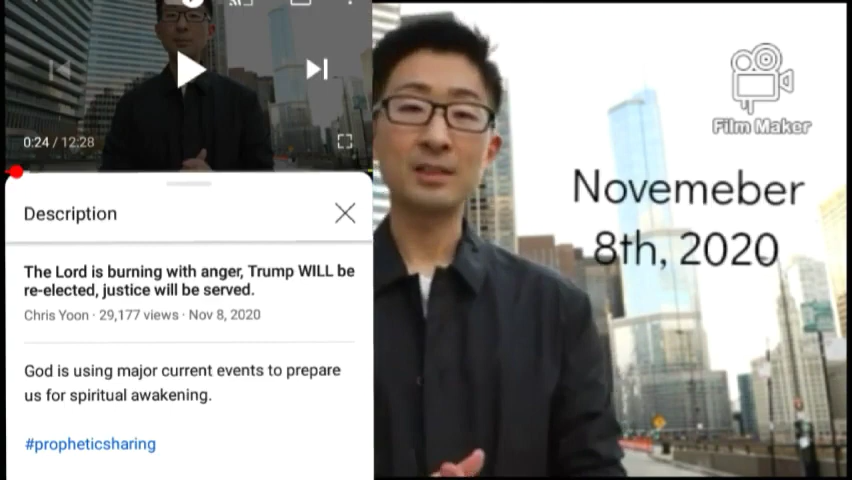 0:24 / 12:28
Description
The Lord is burning with anger, Trump WILL be
re-elected, justice will be served.
Chris Yoon · 29,177 views · Nov 8, 2020
God is using major current events to prepare
us for spiritual awakening.
#propheticsharing
Film Maker
Novemeber
8th, 2020